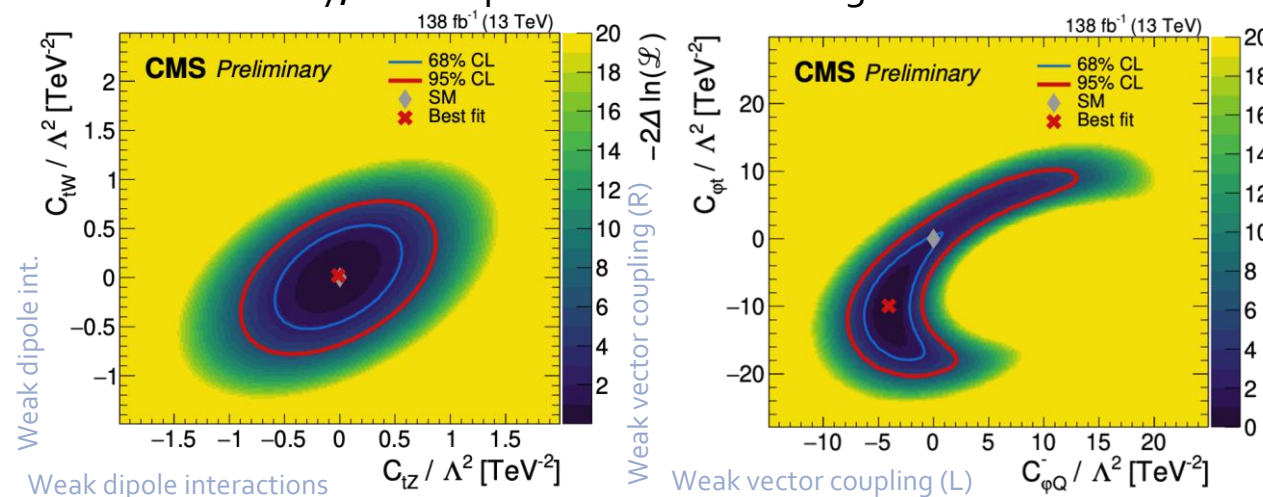 138 fb⁻¹ (13 TeV)
CMS Preliminary
68% CL
95% CL
SM
Best fit
C_tW / Λ² [TeV⁻²]
2
1.5
1
0.5
0
−0.5
−1
−1.5 −1 −0.5 0 0.5 1 1.5
C_tZ / Λ² [TeV⁻²]
20
18
16
14
12
10
8
6
4
2
−2Δ ln(ℒ)
Weak dipole int.
Weak dipole interactions
138 fb⁻¹ (13 TeV)
CMS Preliminary
68% CL
95% CL
SM
Best fit
C_φt / Λ² [TeV⁻²]
20
10
0
−10
−20
−10 −5 0 5 10 15 20
C⁻_φQ / Λ² [TeV⁻²]
20
18
16
14
12
10
8
6
4
2
0
Weak vector coupling (R)
Weak vector coupling (L)